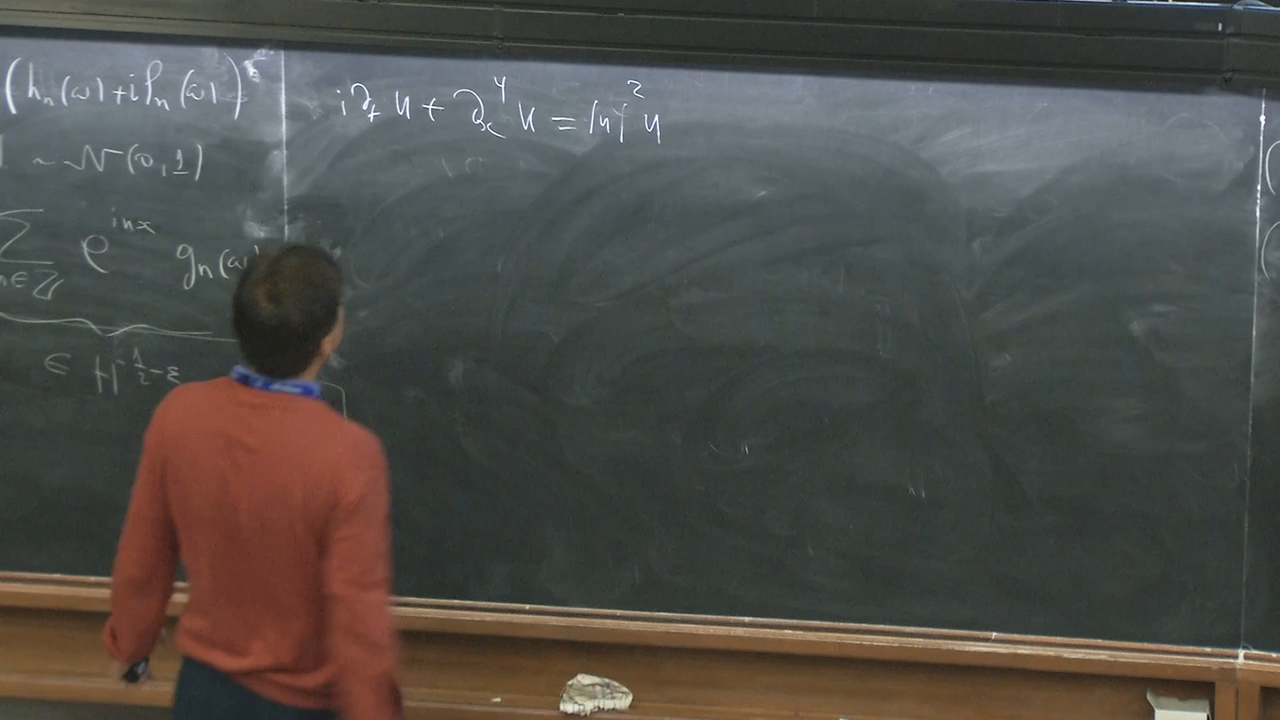 (hₙ(ω)+i lₙ(ω))
~ N(0,1)
∑_{n∈ℤ} e^{inx} gₙ(ω)
∈ H^{-1/2-ε}
i∂ₜu + ∂ₓ⁴u = |u|²u